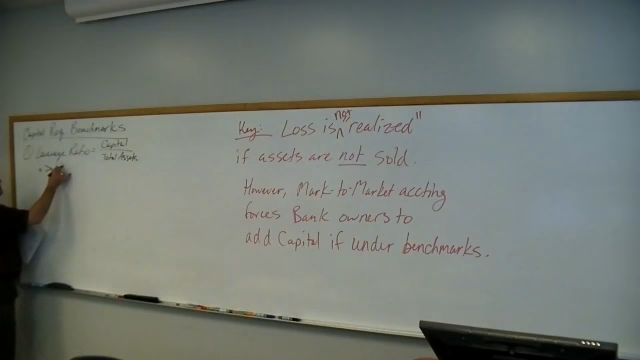 Capital Req Benchmarks
① Leverage Ratio = Capital
Total Assets
Key: Loss is not "realized"
if assets are not sold.
However, Mark-to-Market accting
forces Bank owners to
add Capital if under benchmarks.